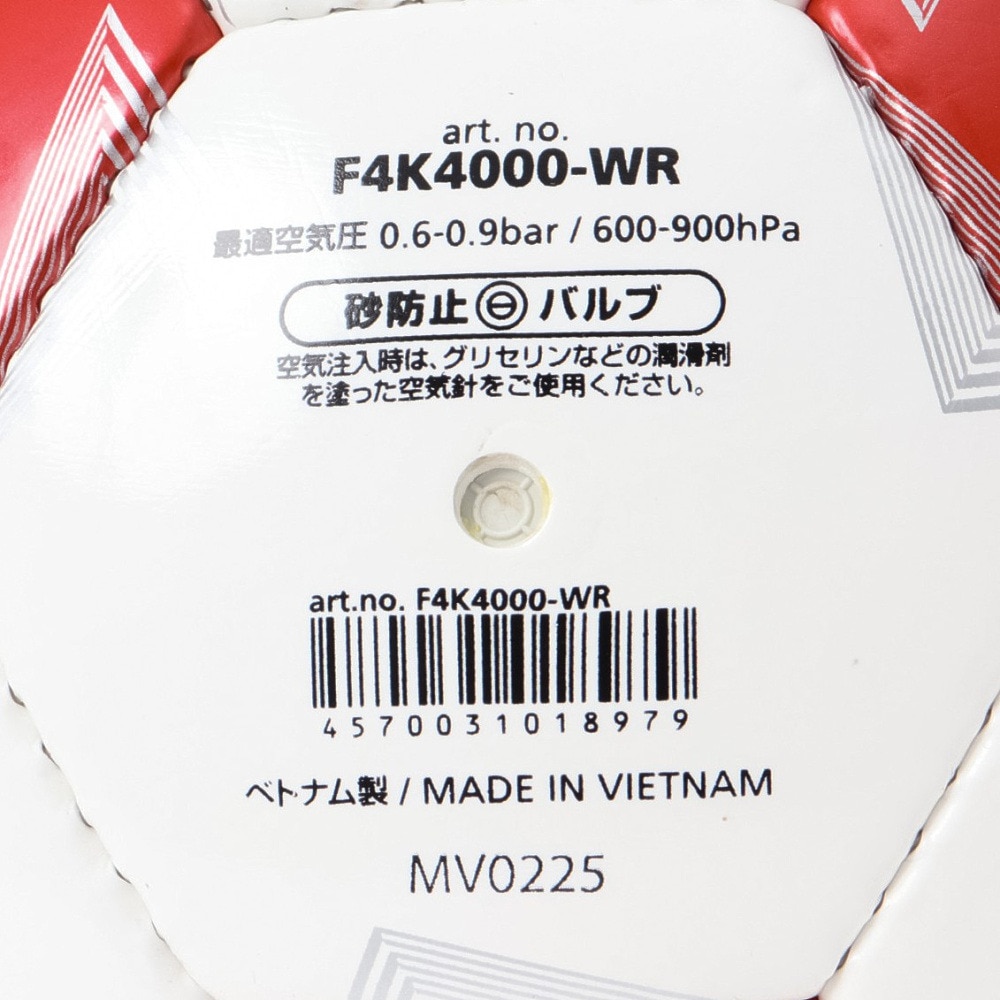 art. no.
F4K4000-WR
最適空気圧 0.6-0.9bar / 600-900hPa
砂防止 バルブ
空気注入時は、グリセリンなどの潤滑剤
を塗った空気針をご使用ください。
art.no. F4K4000-WR
4570031018979
ベトナム製 / MADE IN VIETNAM
MV0225